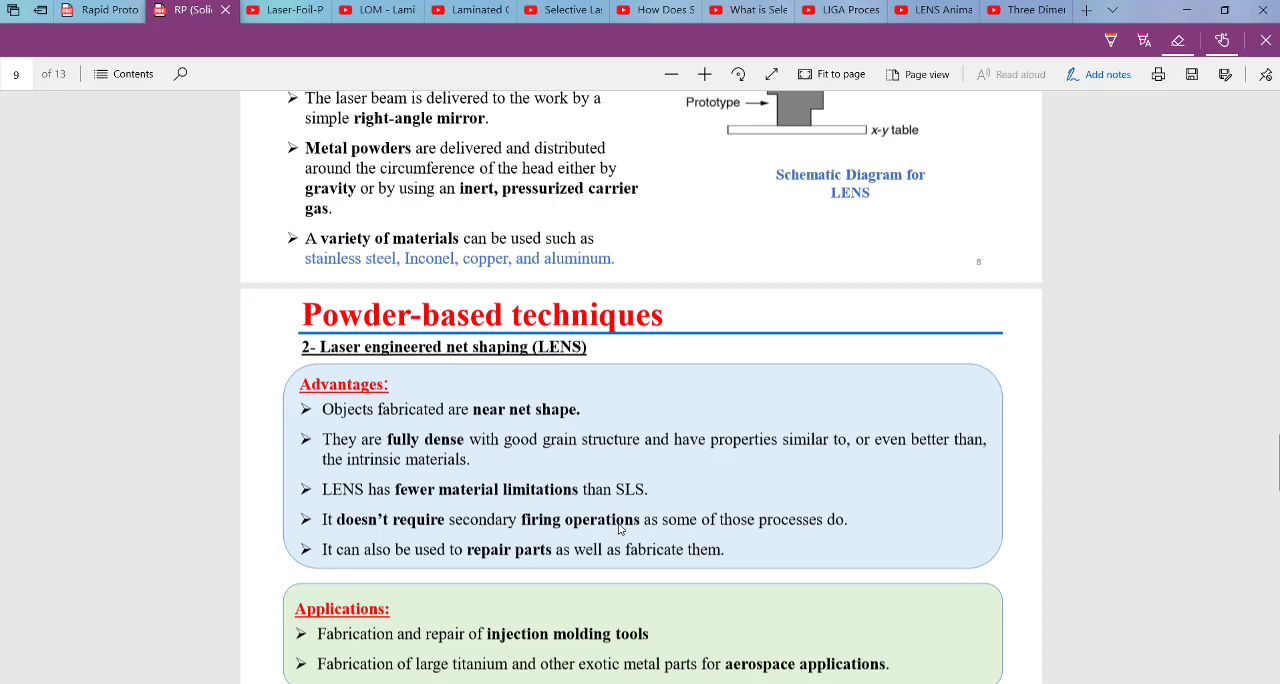 Rapid Proto
RP (Soli
Laser-Foil-P
LOM - Lami
Laminated
Selective La
How Does S
What is Sele
LIGA Proces
LENS Anima
Three Dimen
9
of 13
Contents
Fit to page
Page view
Read aloud
Add notes
➢ The laser beam is delivered to the work by a
simple right-angle mirror.
➢ Metal powders are delivered and distributed
around the circumference of the head either by
gravity or by using an inert, pressurized carrier
gas.
➢ A variety of materials can be used such as
stainless steel, Inconel, copper, and aluminum.
Prototype
x-y table
Schematic Diagram for
LENS
8
Powder-based techniques
2- Laser engineered net shaping (LENS)
Advantages:
➢ Objects fabricated are near net shape.
➢ They are fully dense with good grain structure and have properties similar to, or even better than,
the intrinsic materials.
➢ LENS has fewer material limitations than SLS.
➢ It doesn't require secondary firing operations as some of those processes do.
➢ It can also be used to repair parts as well as fabricate them.
Applications:
➢ Fabrication and repair of injection molding tools
➢ Fabrication of large titanium and other exotic metal parts for aerospace applications.